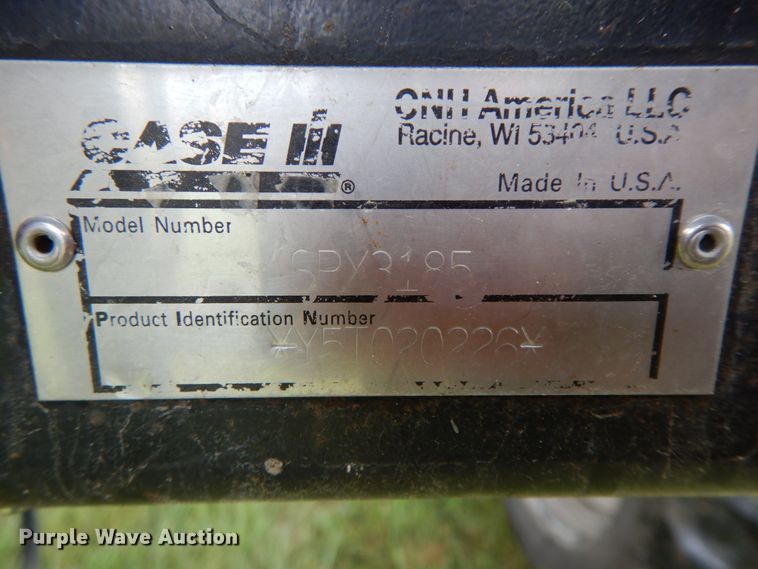 CASE IH
®
CNH America LLC
Racine, WI 53404 U.S.A.
Made In U.S.A.
Model Number
SPX3185
Product Identification Number
*Y5T020226*
Purple Wave Auction